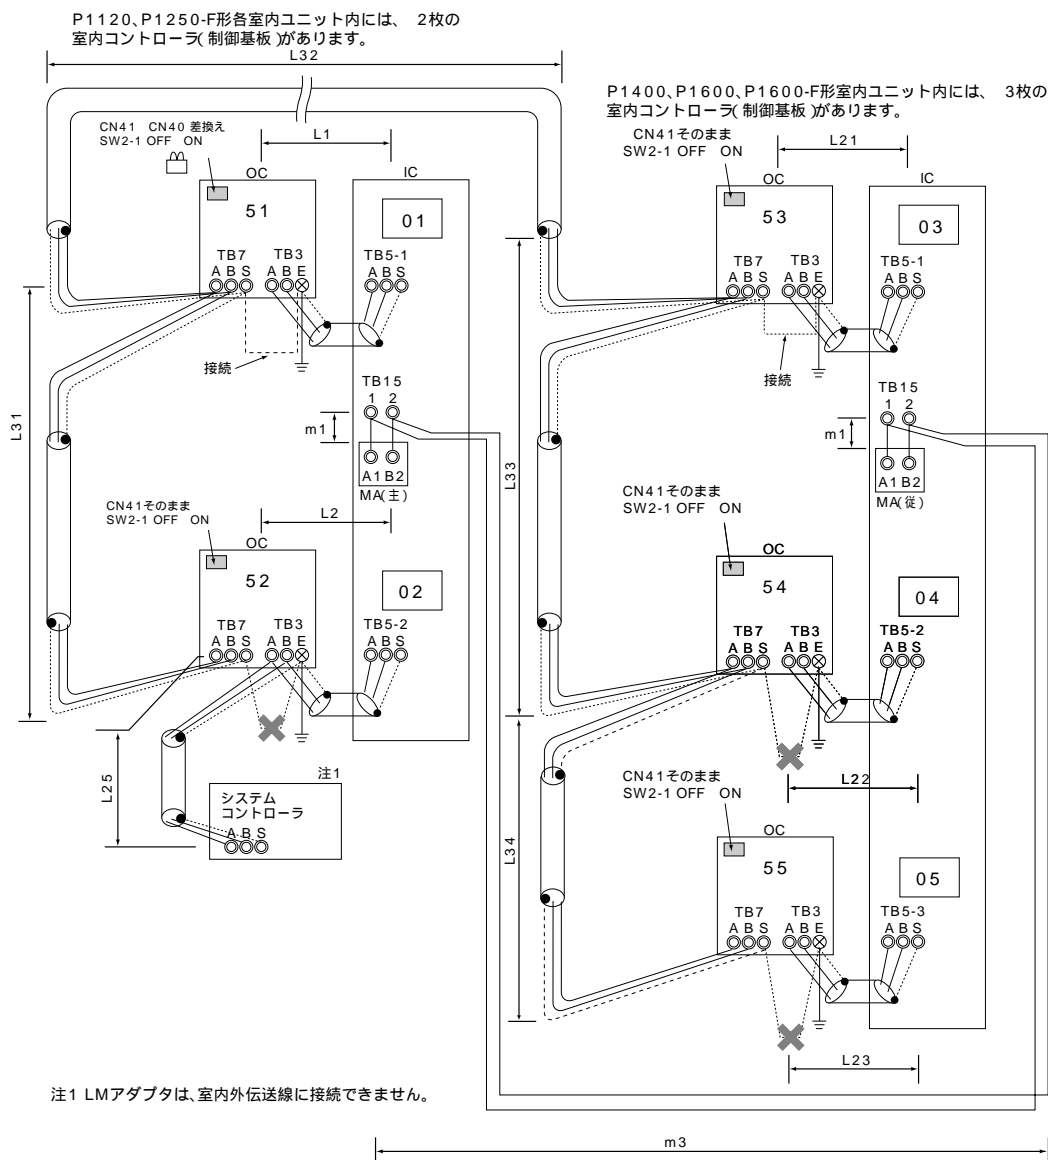 P1120、P1250-F形各室内ユニット内には、 2枚の
室内コントローラ(制御基板)があります。
L32
P1400、P1600、P1600-F形室内ユニット内には、 3枚の
室内コントローラ(制御基板)があります。
CN41 CN40 差換え
SW2-1 OFF ON
L1
OC
IC
51
01
TB7
TB3
TB5-1
A B S
A B E
A B S
接続
L31
TB15
1 2
m1
A1 B2
MA(主)
CN41そのまま
SW2-1 OFF ON
L2
OC
52
02
TB7
TB3
TB5-2
A B S
A B E
A B S
L25
注1
システム
コントローラ
A B S
CN41そのまま
SW2-1 OFF ON
L21
OC
IC
53
03
TB7
TB3
TB5-1
A B S
A B E
A B S
接続
L33
TB15
1 2
m1
A1 B2
MA(従)
CN41そのまま
SW2-1 OFF ON
OC
54
04
TB7
TB3
TB5-2
A B S
A B E
A B S
L22
CN41そのまま
SW2-1 OFF ON
L34
OC
55
05
TB7
TB3
TB5-3
A B S
A B E
A B S
L23
注1 LMアダプタは、室内外伝送線に接続できません。
m3